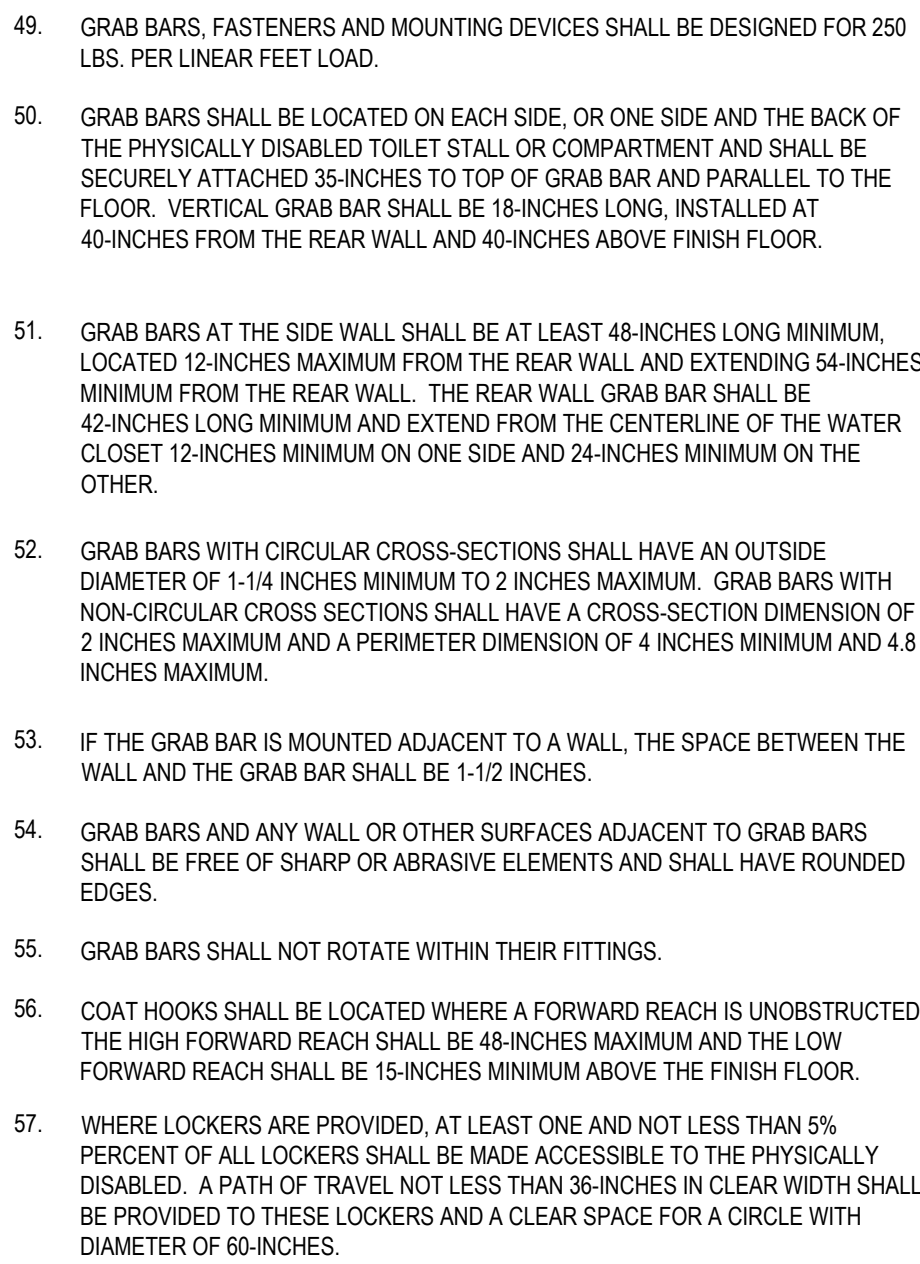 49. GRAB BARS, FASTENERS AND MOUNTING DEVICES SHALL BE DESIGNED FOR 250
LBS. PER LINEAR FEET LOAD.
50. GRAB BARS SHALL BE LOCATED ON EACH SIDE, OR ONE SIDE AND THE BACK OF
THE PHYSICALLY DISABLED TOILET STALL OR COMPARTMENT AND SHALL BE
SECURELY ATTACHED 35-INCHES TO TOP OF GRAB BAR AND PARALLEL TO THE
FLOOR. VERTICAL GRAB BAR SHALL BE 18-INCHES LONG, INSTALLED AT
40-INCHES FROM THE REAR WALL AND 40-INCHES ABOVE FINISH FLOOR.
51. GRAB BARS AT THE SIDE WALL SHALL BE AT LEAST 48-INCHES LONG MINIMUM,
LOCATED 12-INCHES MAXIMUM FROM THE REAR WALL AND EXTENDING 54-INCHES
MINIMUM FROM THE REAR WALL. THE REAR WALL GRAB BAR SHALL BE
42-INCHES LONG MINIMUM AND EXTEND FROM THE CENTERLINE OF THE WATER
CLOSET 12-INCHES MINIMUM ON ONE SIDE AND 24-INCHES MINIMUM ON THE
OTHER.
52. GRAB BARS WITH CIRCULAR CROSS-SECTIONS SHALL HAVE AN OUTSIDE
DIAMETER OF 1-1/4 INCHES MINIMUM TO 2 INCHES MAXIMUM. GRAB BARS WITH
NON-CIRCULAR CROSS SECTIONS SHALL HAVE A CROSS-SECTION DIMENSION OF
2 INCHES MAXIMUM AND A PERIMETER DIMENSION OF 4 INCHES MINIMUM AND 4.8
INCHES MAXIMUM.
53. IF THE GRAB BAR IS MOUNTED ADJACENT TO A WALL, THE SPACE BETWEEN THE
WALL AND THE GRAB BAR SHALL BE 1-1/2 INCHES.
54. GRAB BARS AND ANY WALL OR OTHER SURFACES ADJACENT TO GRAB BARS
SHALL BE FREE OF SHARP OR ABRASIVE ELEMENTS AND SHALL HAVE ROUNDED
EDGES.
55. GRAB BARS SHALL NOT ROTATE WITHIN THEIR FITTINGS.
56. COAT HOOKS SHALL BE LOCATED WHERE A FORWARD REACH IS UNOBSTRUCTED
THE HIGH FORWARD REACH SHALL BE 48-INCHES MAXIMUM AND THE LOW
FORWARD REACH SHALL BE 15-INCHES MINIMUM ABOVE THE FINISH FLOOR.
57. WHERE LOCKERS ARE PROVIDED, AT LEAST ONE AND NOT LESS THAN 5%
PERCENT OF ALL LOCKERS SHALL BE MADE ACCESSIBLE TO THE PHYSICALLY
DISABLED. A PATH OF TRAVEL NOT LESS THAN 36-INCHES IN CLEAR WIDTH SHALL
BE PROVIDED TO THESE LOCKERS AND A CLEAR SPACE FOR A CIRCLE WITH
DIAMETER OF 60-INCHES.